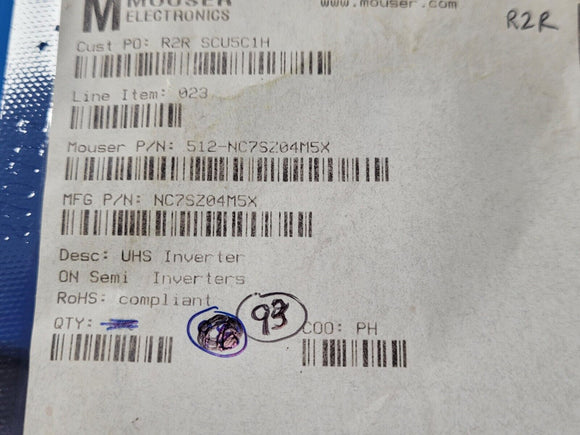 M MOUSER
ELECTRONICS
www.mouser.com
R2R
Cust PO: R2R SCU5C1H
Line Item: 023
Mouser P/N: 512-NC7SZ04M5X
MFG P/N: NC7SZ04M5X
Desc: UHS Inverter
ON Semi Inverters
RoHS: compliant
QTY: 93 COO: PH